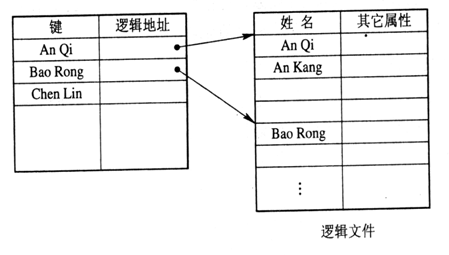 键 逻辑地址
An Qi
Bao Rong
Chen Lin
姓 名 其它属性
An Qi
An Kang
Bao Rong
⋮
逻辑文件